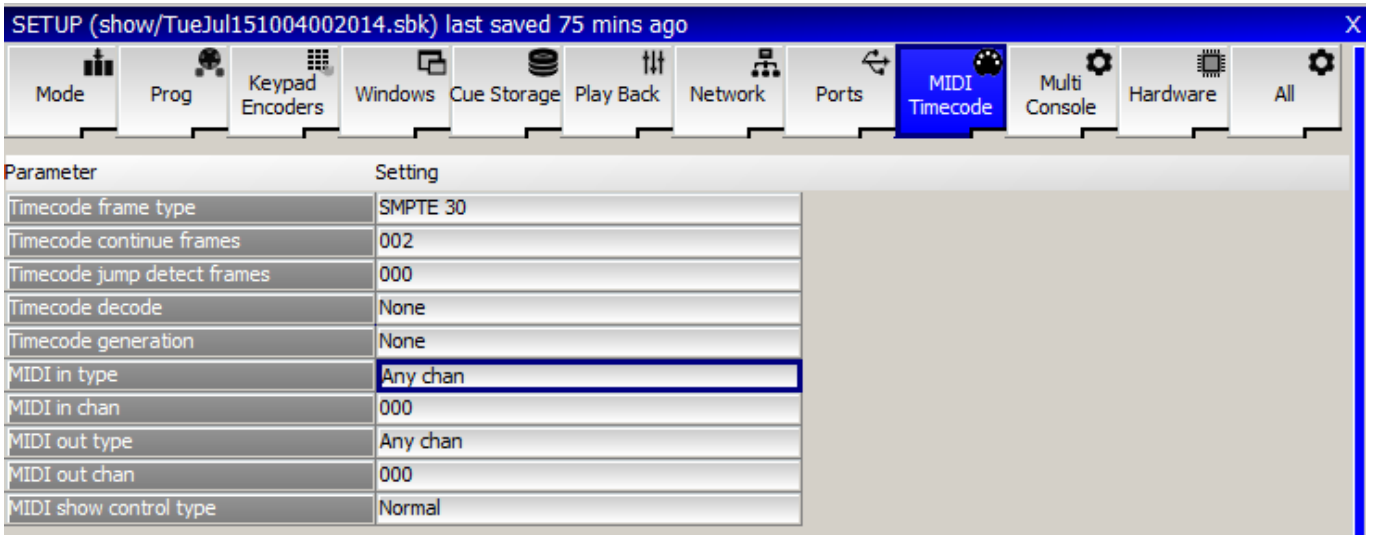 SETUP (show/TueJul151004002014.sbk) last saved 75 mins ago X
Mode Prog Keypad Encoders Windows Cue Storage Play Back Network Ports MIDI Timecode Multi Console Hardware All
Parameter Setting
Timecode frame type SMPTE 30
Timecode continue frames 002
Timecode jump detect frames 000
Timecode decode None
Timecode generation None
MIDI in type Any chan
MIDI in chan 000
MIDI out type Any chan
MIDI out chan 000
MIDI show control type Normal